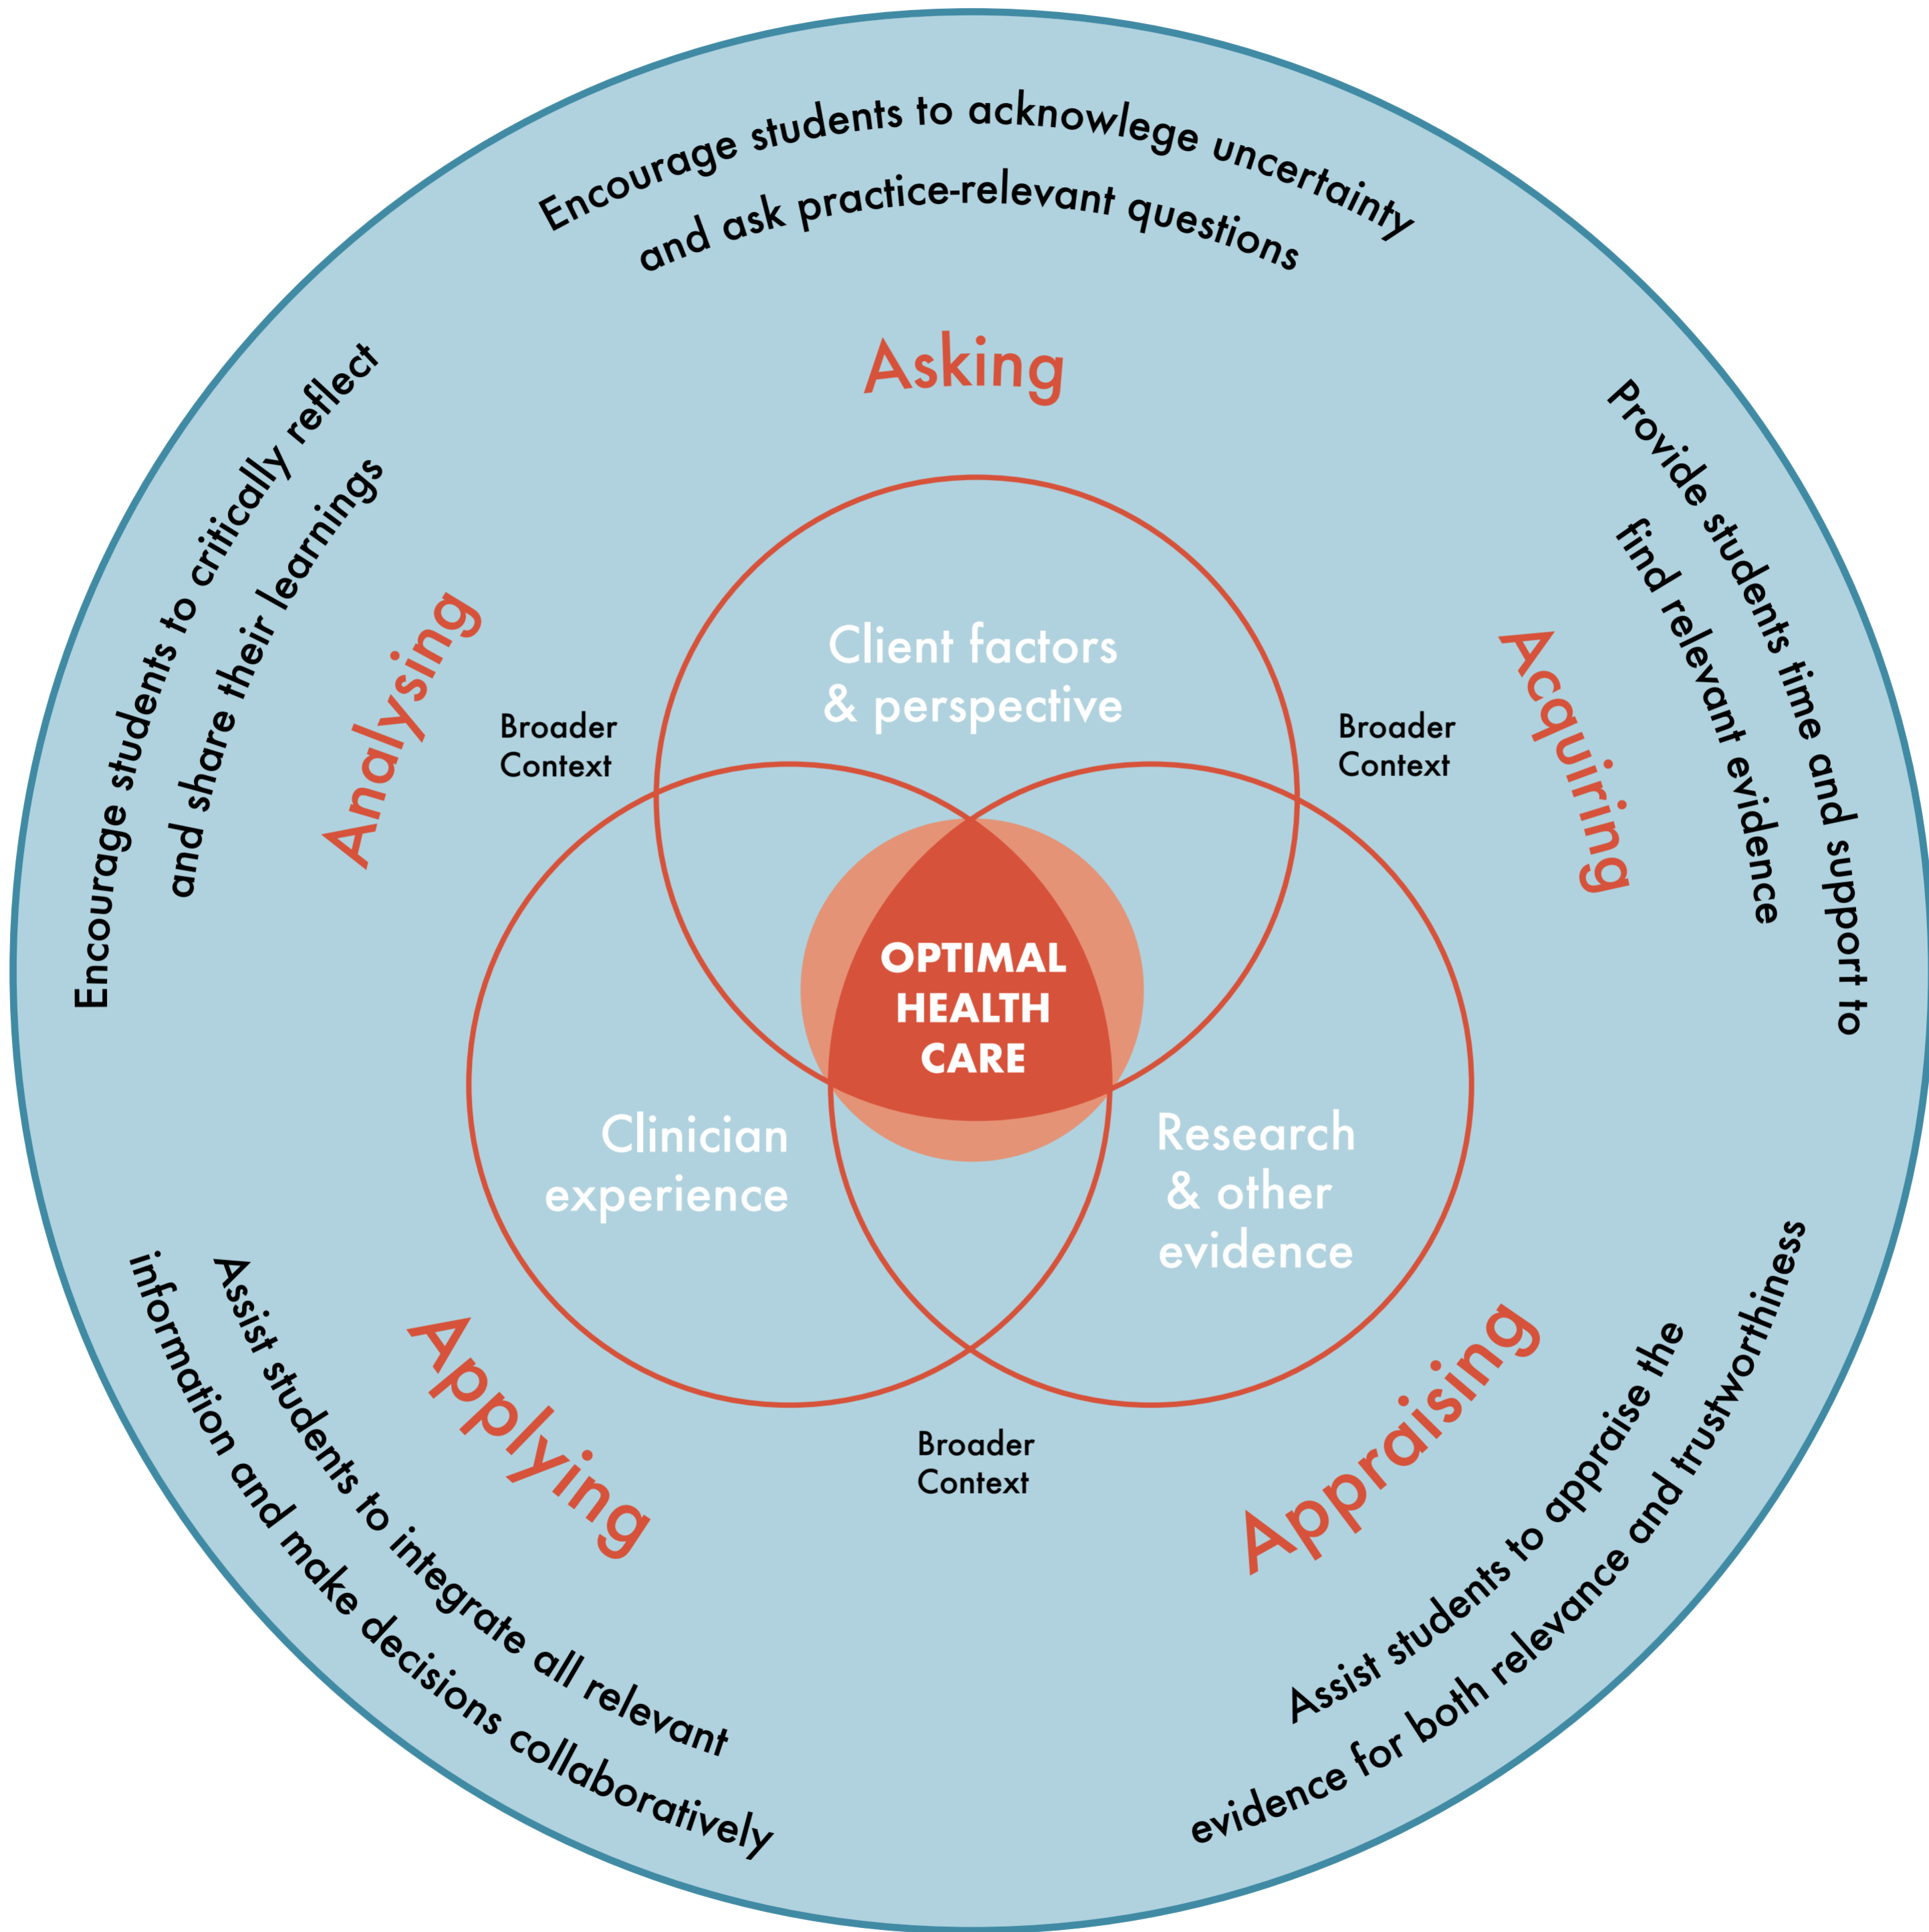 Encourage students to acknowlege uncertainty
and ask practice-relevant questions
Asking
Provide students time and support to
find relevant evidence
Acquiring
Assist students to appraise the
evidence for both relevance and trustworthiness
Appraising
Assist students to integrate all relevant
information and make decisions collaboratively
Applying
Encourage students to critically reflect
and share their learnings
Analysing
Client factors
& perspective
Broader
Context
Broader
Context
OPTIMAL
HEALTH
CARE
Clinician
experience
Research
& other
evidence
Broader
Context